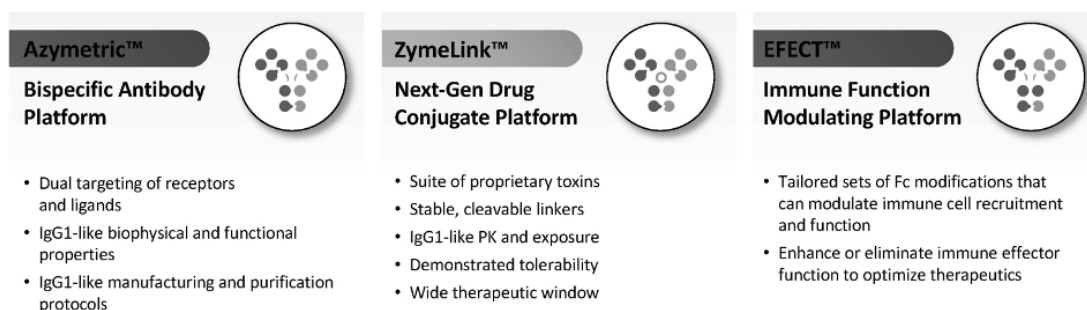 Azymetric™
Bispecific Antibody
Platform
• Dual targeting of receptors
and ligands
• IgG1-like biophysical and functional
properties
• IgG1-like manufacturing and purification
protocols
ZymeLink™
Next-Gen Drug
Conjugate Platform
• Suite of proprietary toxins
• Stable, cleavable linkers
• IgG1-like PK and exposure
• Demonstrated tolerability
• Wide therapeutic window
EFECT™
Immune Function
Modulating Platform
• Tailored sets of Fc modifications that
can modulate immune cell recruitment
and function
• Enhance or eliminate immune effector
function to optimize therapeutics